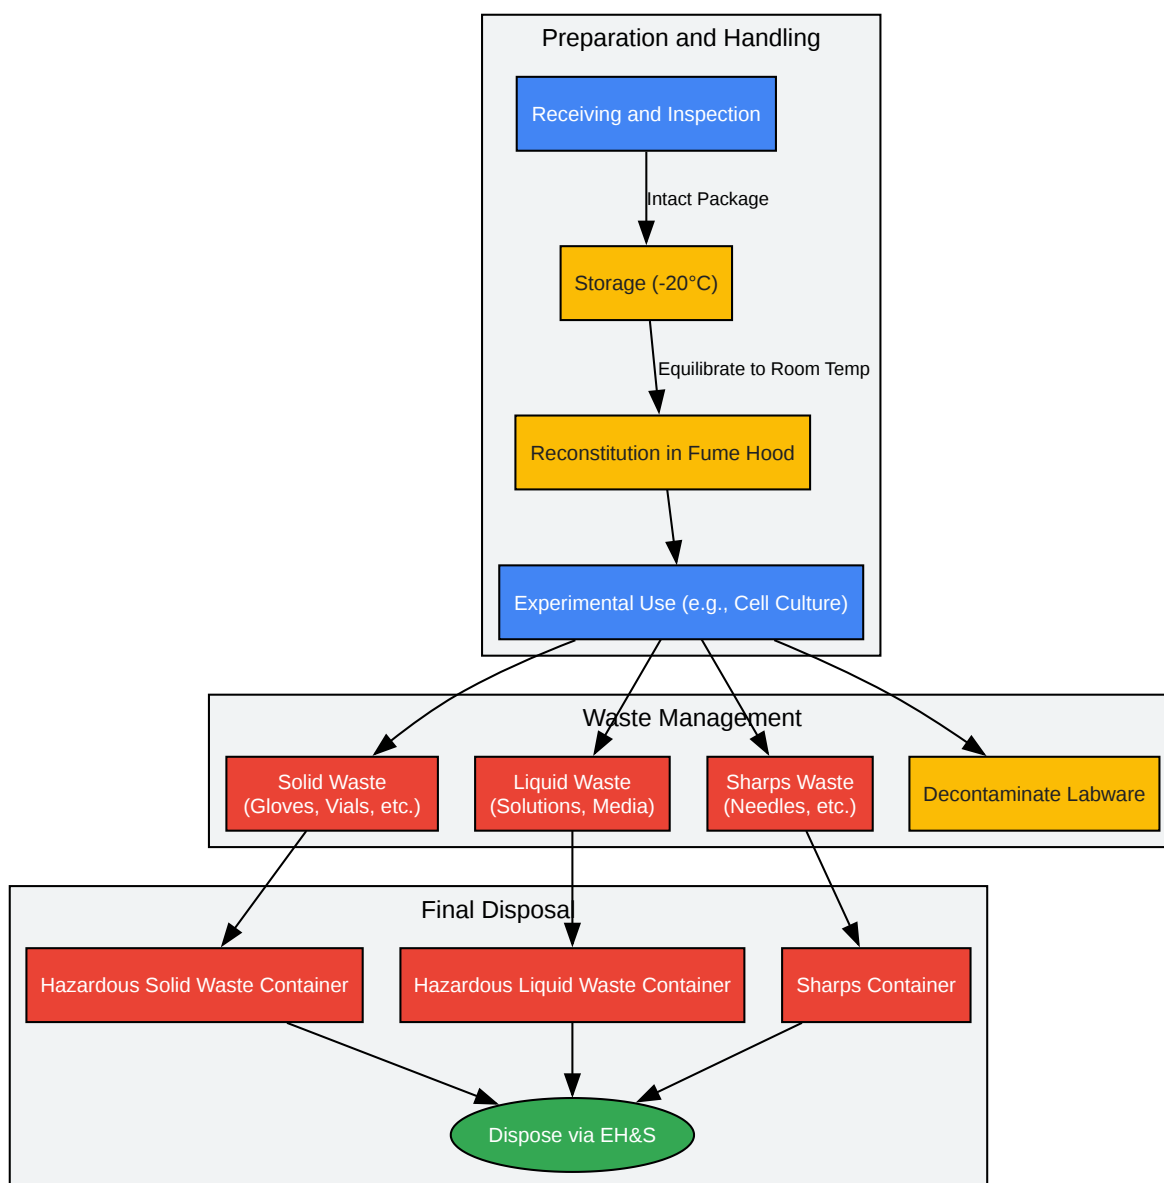 Preparation and Handling
Receiving and Inspection
Intact Package
Storage (-20°C)
Equilibrate to Room Temp
Reconstitution in Fume Hood
Experimental Use (e.g., Cell Culture)
Waste Management
Solid Waste
(Gloves, Vials, etc.)
Liquid Waste
(Solutions, Media)
Sharps Waste
(Needles, etc.)
Decontaminate Labware
Final Disposal
Hazardous Solid Waste Container
Hazardous Liquid Waste Container
Sharps Container
Dispose via EH&S